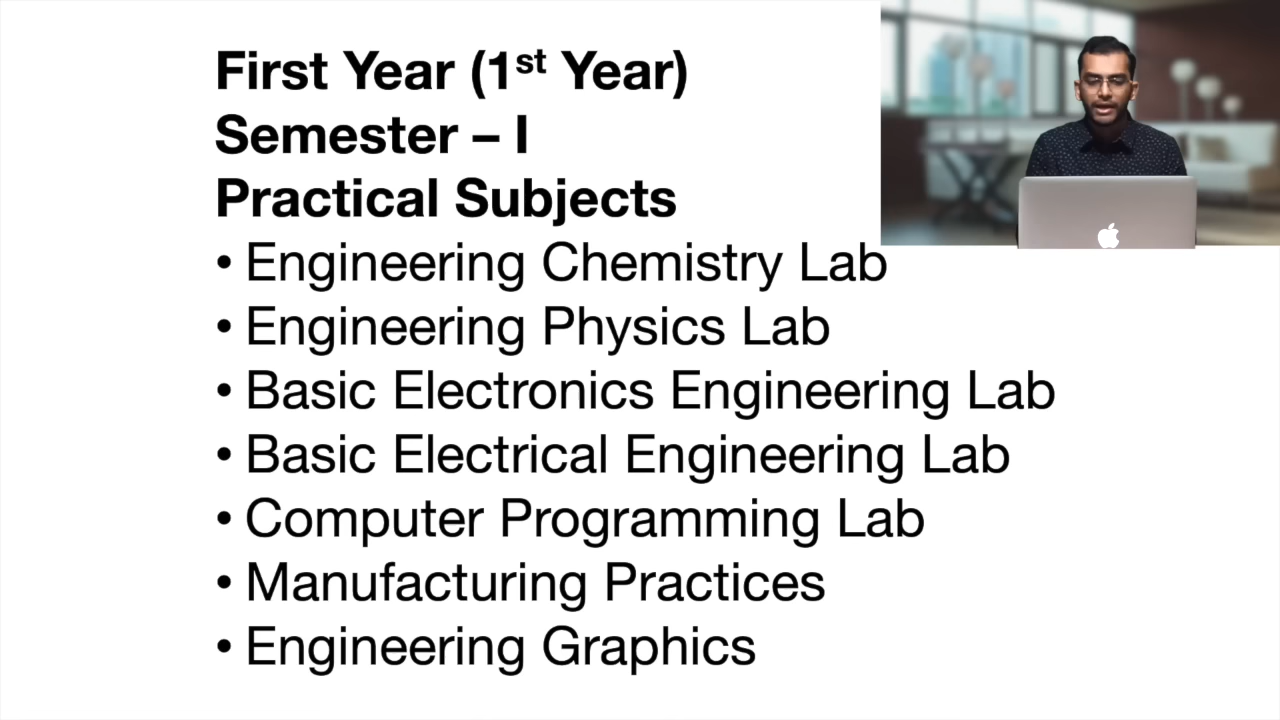 First Year (1st Year)
Semester – I
Practical Subjects
• Engineering Chemistry Lab
• Engineering Physics Lab
• Basic Electronics Engineering Lab
• Basic Electrical Engineering Lab
• Computer Programming Lab
• Manufacturing Practices
• Engineering Graphics